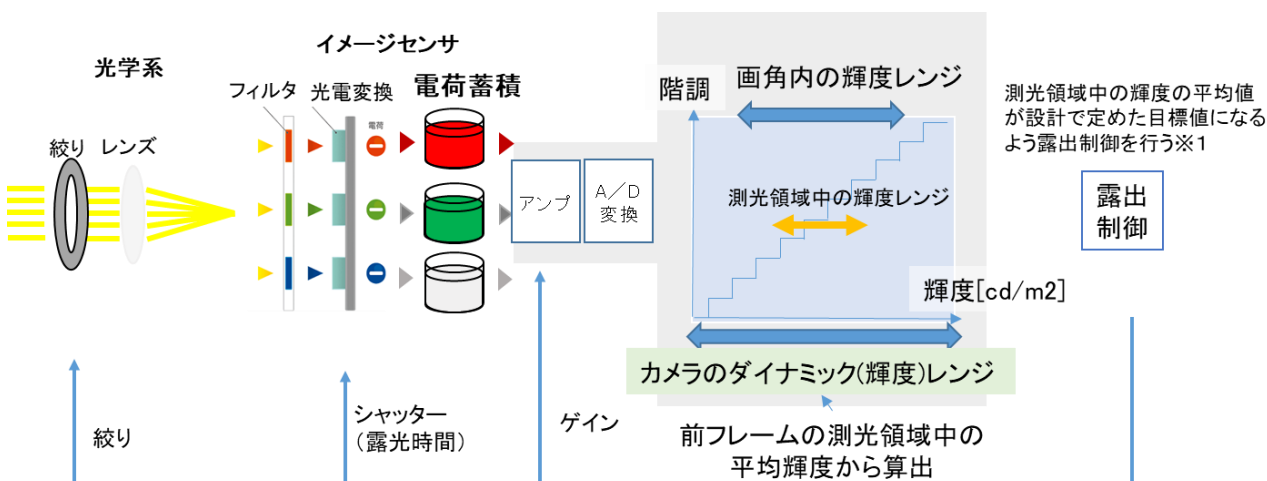 光学系
イメージセンサ
フィルタ
光電変換
電荷蓄積
電荷
絞り
レンズ
アンプ
A/D
変換
階調
画角内の輝度レンジ
測光領域中の輝度レンジ
輝度[cd/m2]
カメラのダイナミック(輝度)レンジ
前フレームの測光領域中の
平均輝度から算出
測光領域中の輝度の平均値
が設計で定めた目標値になる
よう露出制御を行う※1
露出
制御
絞り
シャッター
(露光時間)
ゲイン